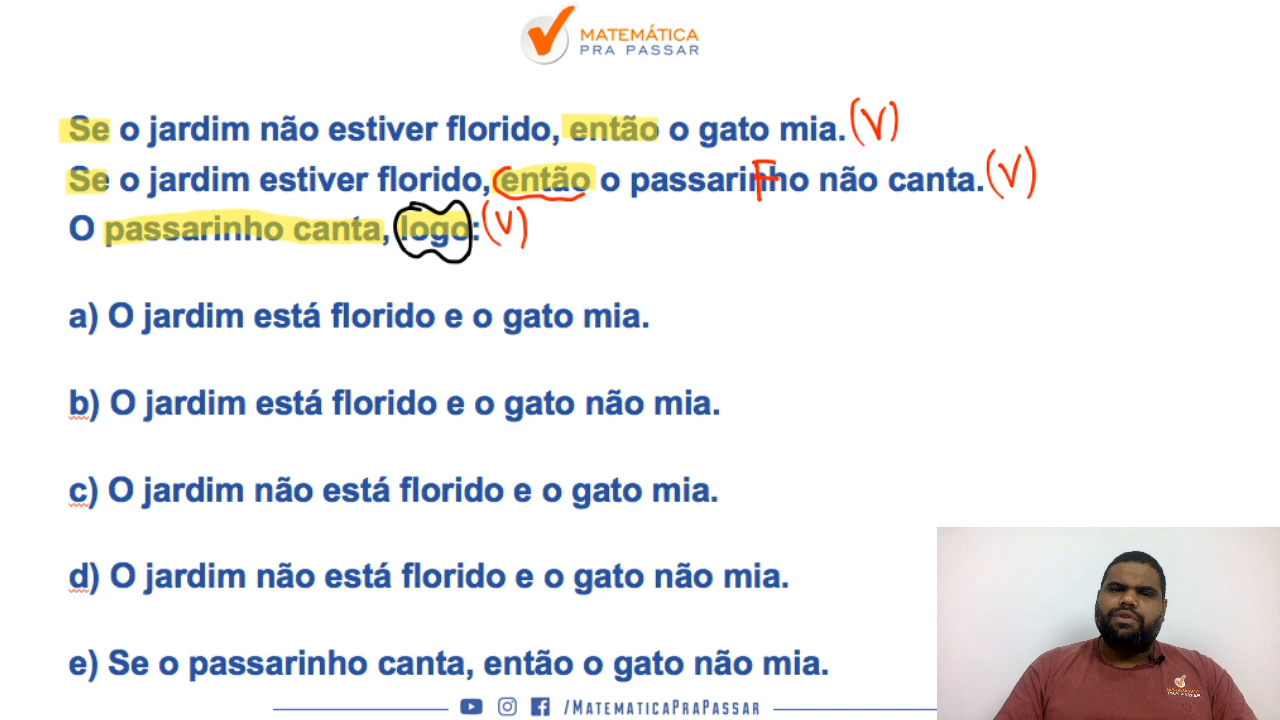 MATEMÁTICA
PRA PASSAR
Se o jardim não estiver florido, então o gato mia. (V)
Se o jardim estiver florido, então o passarinho não canta. (V)
F
O passarinho canta, logo: (V)
a) O jardim está florido e o gato mia.
b) O jardim está florido e o gato não mia.
c) O jardim não está florido e o gato mia.
d) O jardim não está florido e o gato não mia.
e) Se o passarinho canta, então o gato não mia.
/MATEMATICAPRAPASSAR